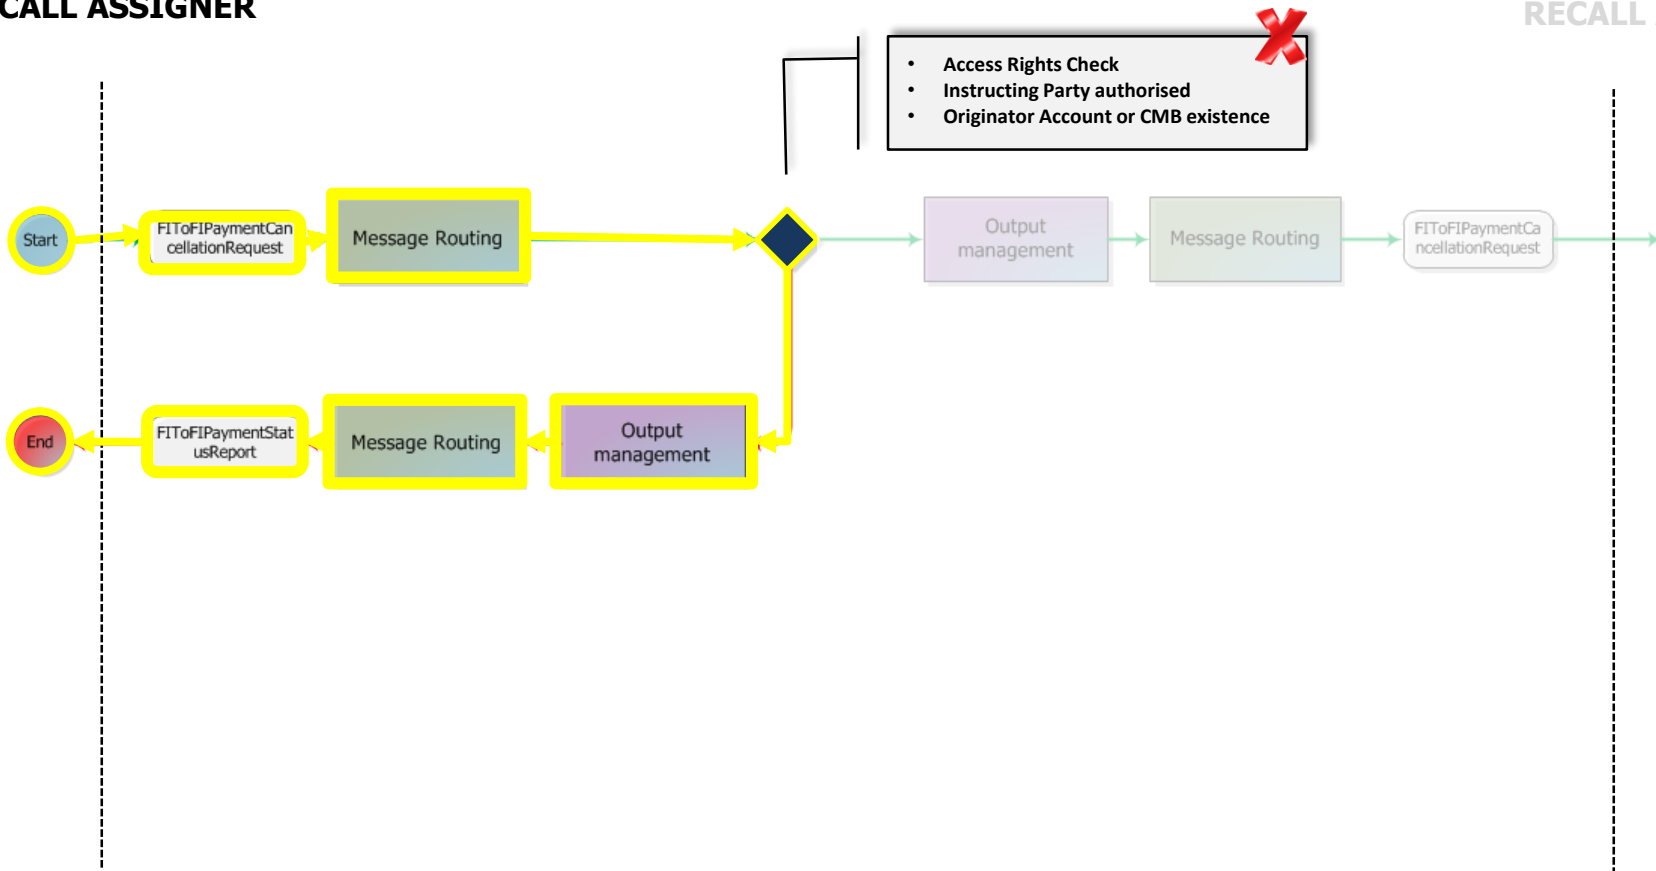 CALL ASSIGNER
RECALL
• Access Rights Check
• Instructing Party authorised
• Originator Account or CMB existence
Start
FIToFIPaymentCan
cellationRequest
Message Routing
Output
management
Message Routing
FIToFIPaymentCa
ncellationRequest
End
FIToFIPaymentStat
usReport
Message Routing
Output
management